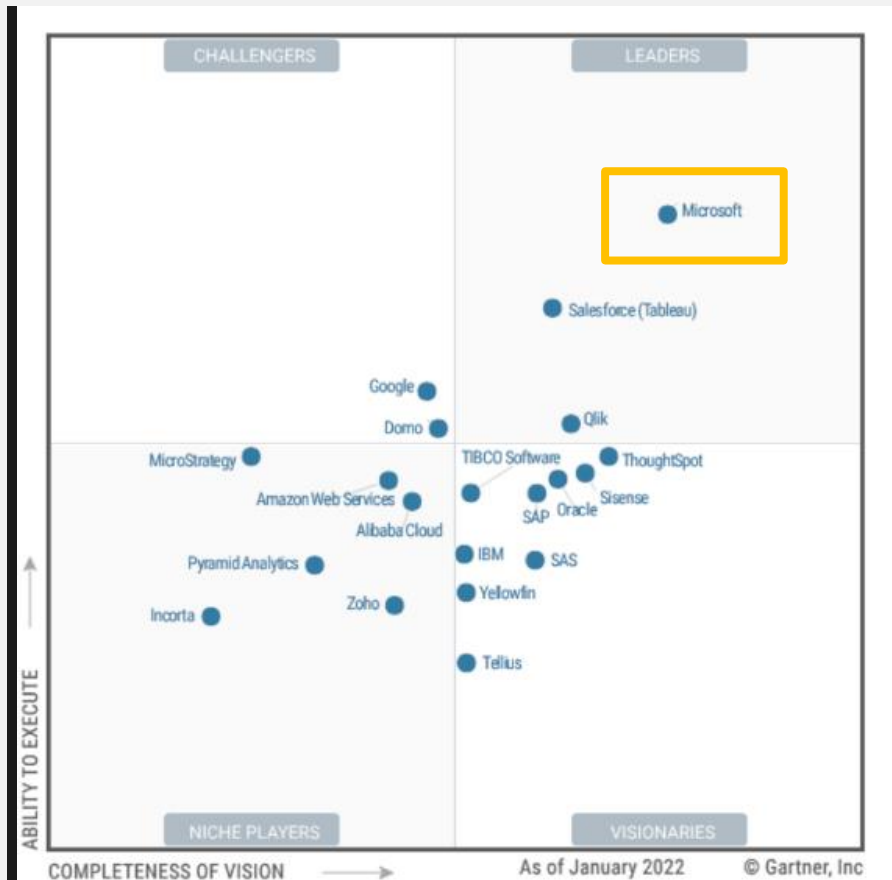 CHALLENGERS
LEADERS
Microsoft
Salesforce (Tableau)
Google
Domo
Qlik
MicroStrategy
TIBCO Software
ThoughtSpot
Amazon Web Services
Sisense
Oracle
SAP
Alibaba Cloud
IBM
SAS
Pyramid Analytics
Yellowfin
Zoho
Incorta
Tellius
ABILITY TO EXECUTE
NICHE PLAYERS
VISIONARIES
COMPLETENESS OF VISION
As of January 2022
© Gartner, Inc